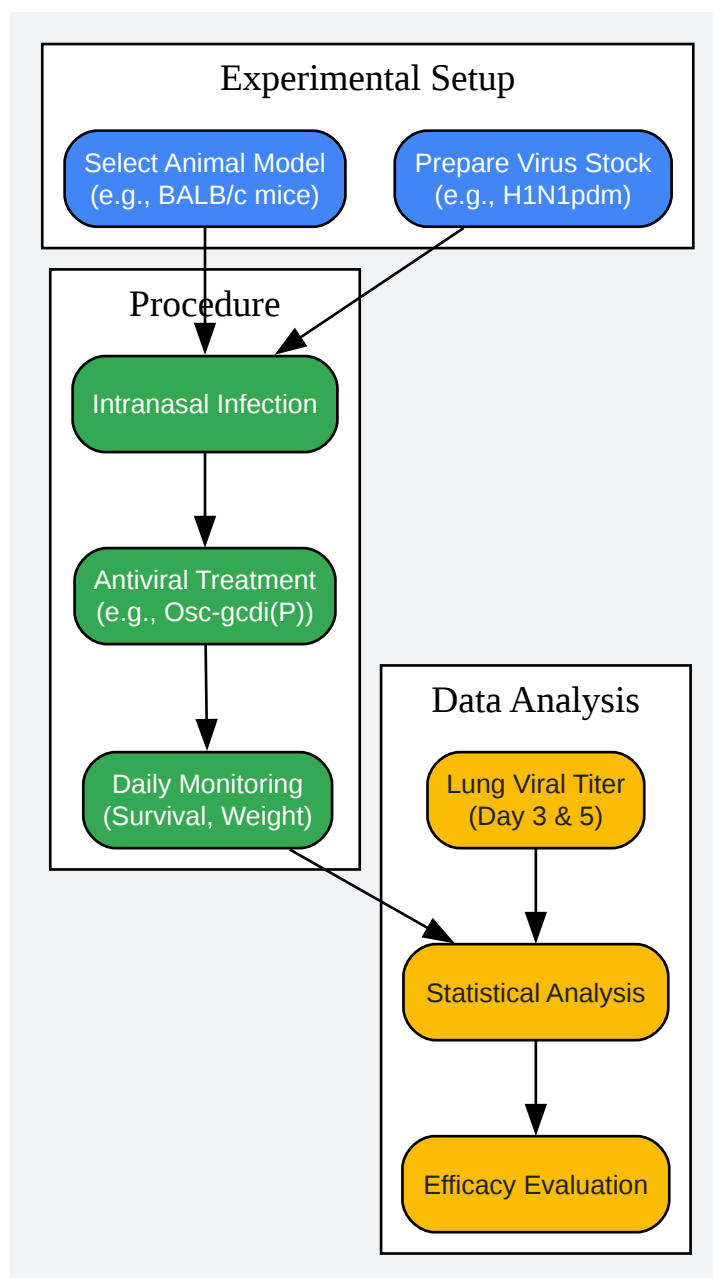 Experimental Setup
Select Animal Model
(e.g., BALB/c mice)
Prepare Virus Stock
(e.g., H1N1pdm)
Procedure
Intranasal Infection
Antiviral Treatment
(e.g., Osc-gcdi(P))
Daily Monitoring
(Survival, Weight)
Data Analysis
Lung Viral Titer
(Day 3 & 5)
Statistical Analysis
Efficacy Evaluation